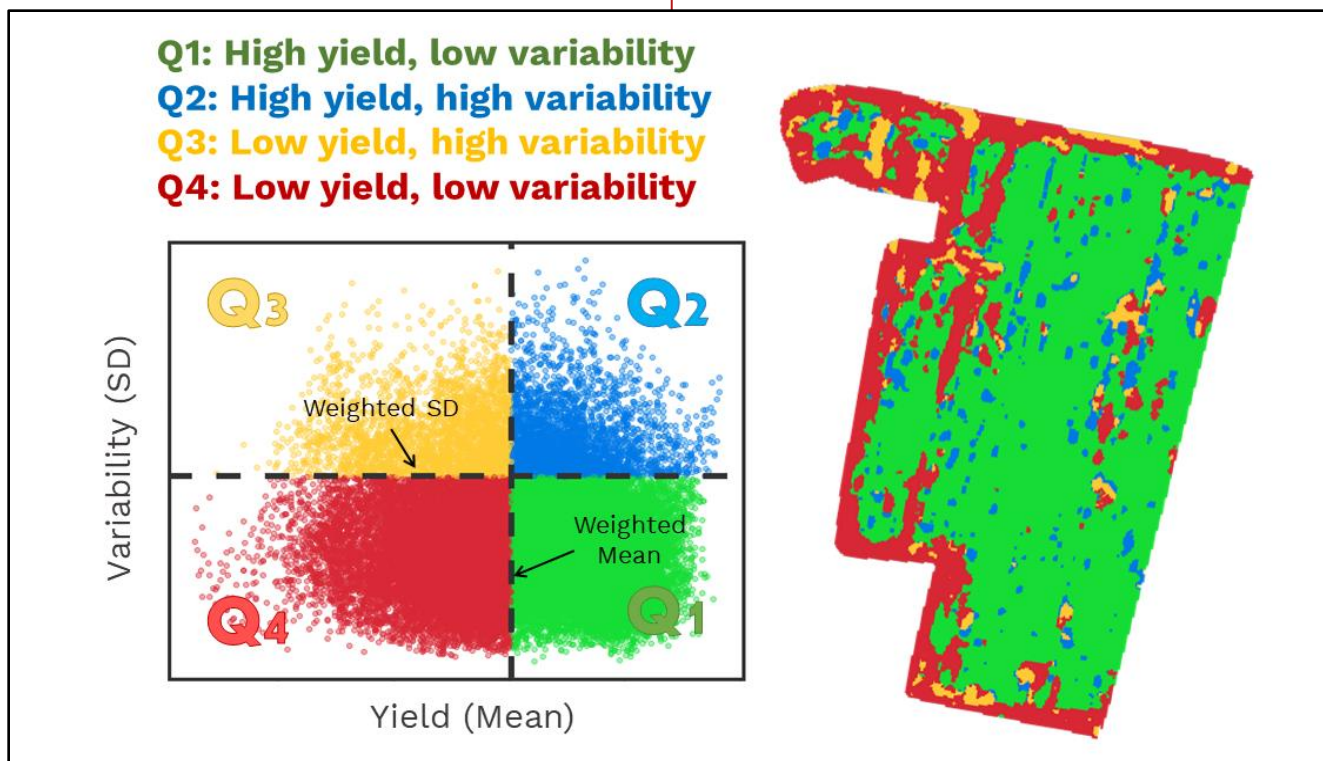 Q1: High yield, low variability
Q2: High yield, high variability
Q3: Low yield, high variability
Q4: Low yield, low variability
Q3
Q2
Weighted SD
Weighted
Mean
Q4
Q1
Variability (SD)
Yield (Mean)